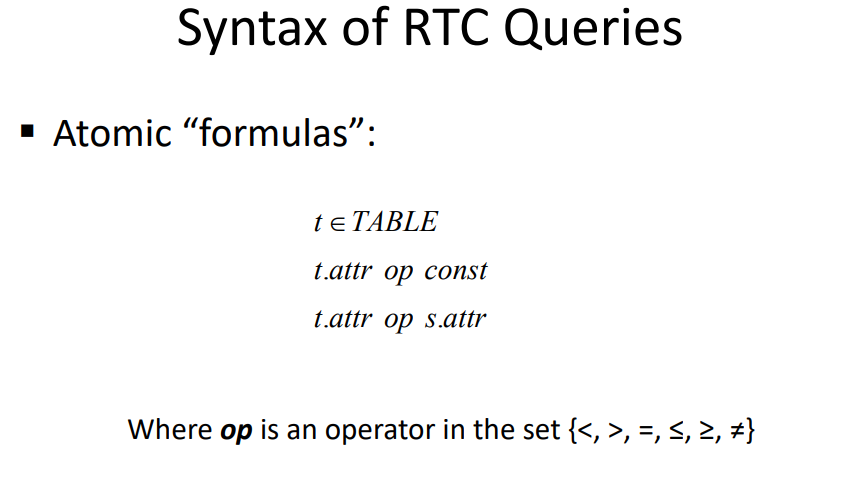 Syntax of RTC Queries
▪ Atomic “formulas”:
t ∈ TABLE
t.attr op const
t.attr op s.attr
Where op is an operator in the set {<, >, =, ≤, ≥, ≠}